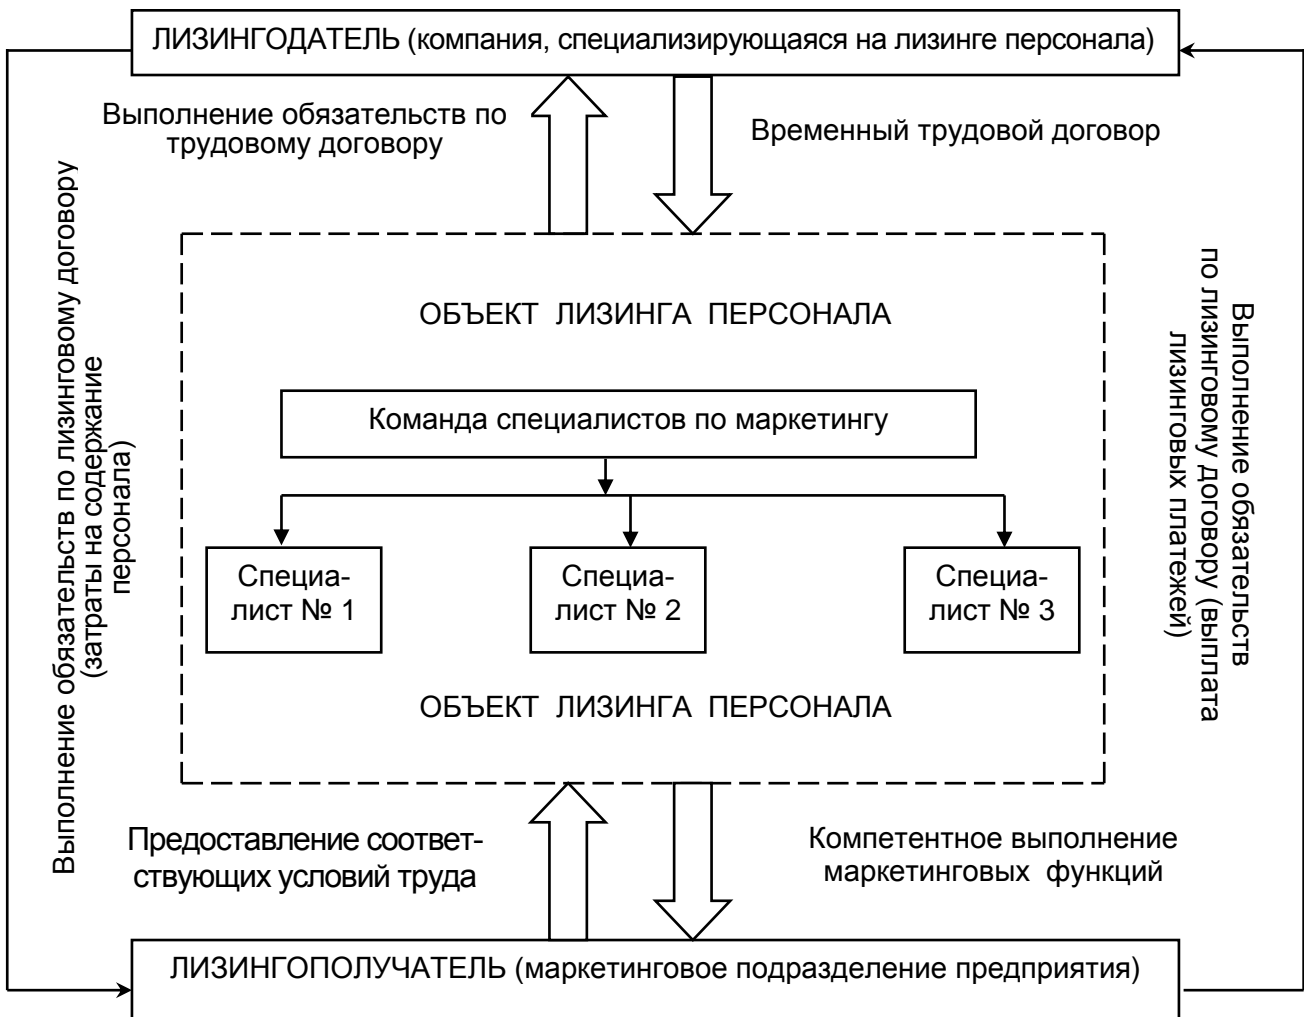 ЛИЗИНГОДАТЕЛЬ (компания, специализирующаяся на лизинге персонала)
Выполнение обязательств по
трудовому договору
Временный трудовой договор
Выполнение обязательств по лизинговому договору
(затраты на содержание
персонала)
ОБЪЕКТ ЛИЗИНГА ПЕРСОНАЛА
Команда специалистов по маркетингу
Специа-
лист № 1
Специа-
лист № 2
Специа-
лист № 3
ОБЪЕКТ ЛИЗИНГА ПЕРСОНАЛА
Выполнение обязательств
по лизинговому договору (выплата
лизинговых платежей)
Предоставление соответ-
ствующих условий труда
Компетентное выполнение
маркетинговых функций
ЛИЗИНГОПОЛУЧАТЕЛЬ (маркетинговое подразделение предприятия)